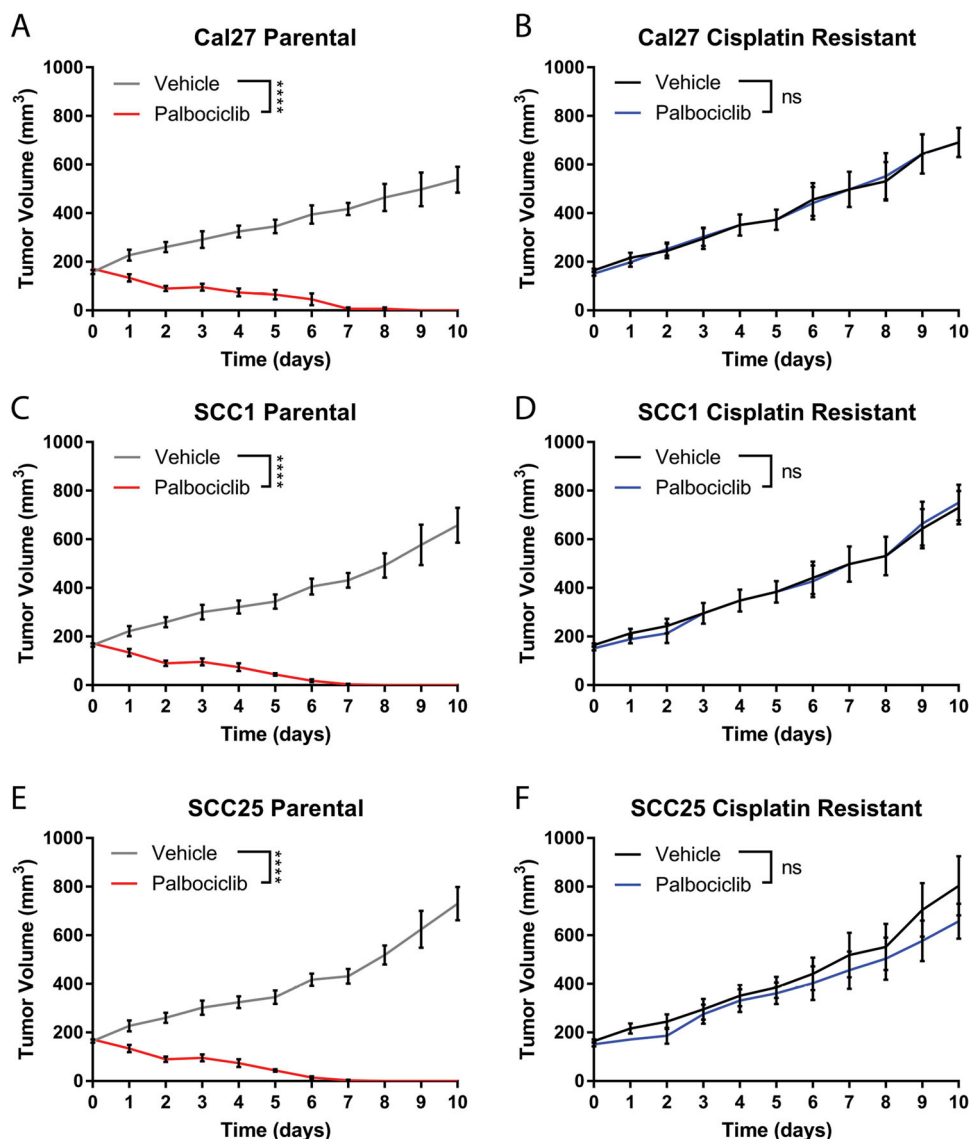 A
Cal27 Parental
Tumor Volume (mm³)
1000
800
600
400
200
0
Vehicle
Palbociclib
****
0 1 2 3 4 5 6 7 8 9 10
Time (days)
B
Cal27 Cisplatin Resistant
Tumor Volume (mm³)
1000
800
600
400
200
0
Vehicle
Palbociclib
ns
0 1 2 3 4 5 6 7 8 9 10
Time (days)
C
SCC1 Parental
Tumor Volume (mm³)
1000
800
600
400
200
0
Vehicle
Palbociclib
****
0 1 2 3 4 5 6 7 8 9 10
Time (days)
D
SCC1 Cisplatin Resistant
Tumor Volume (mm³)
1000
800
600
400
200
0
Vehicle
Palbociclib
ns
0 1 2 3 4 5 6 7 8 9 10
Time (days)
E
SCC25 Parental
Tumor Volume (mm³)
1000
800
600
400
200
0
Vehicle
Palbociclib
****
0 1 2 3 4 5 6 7 8 9 10
Time (days)
F
SCC25 Cisplatin Resistant
Tumor Volume (mm³)
1000
800
600
400
200
0
Vehicle
Palbociclib
ns
0 1 2 3 4 5 6 7 8 9 10
Time (days)